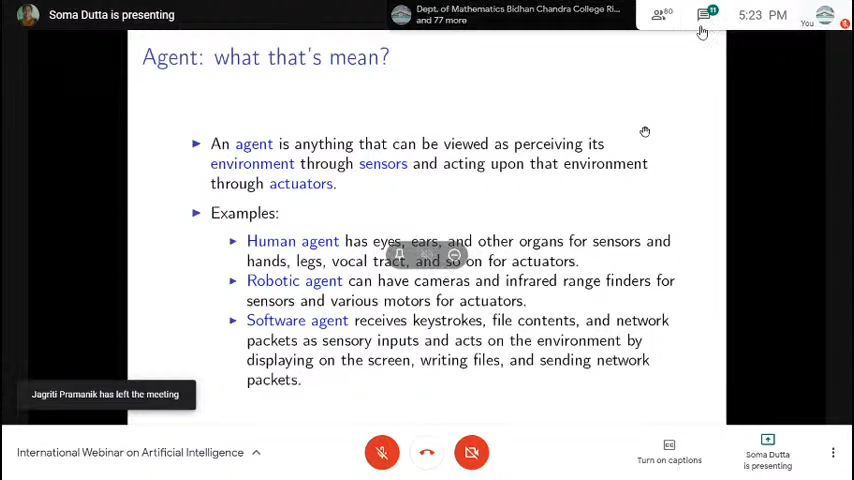 Soma Dutta is presenting
Dept. of Mathematics Bidhan Chandra College Ri...
and 77 more
80
11
5:23 PM
You
Agent: what that's mean?
An agent is anything that can be viewed as perceiving its
environment through sensors and acting upon that environment
through actuators.
Examples:
Human agent has eyes, ears, and other organs for sensors and
hands, legs, vocal tract, and so on for actuators.
Robotic agent can have cameras and infrared range finders for
sensors and various motors for actuators.
Software agent receives keystrokes, file contents, and network
packets as sensory inputs and acts on the environment by
displaying on the screen, writing files, and sending network
packets.
Jagriti Pramanik has left the meeting
International Webinar on Artificial Intelligence
Turn on captions
Soma Dutta
is presenting